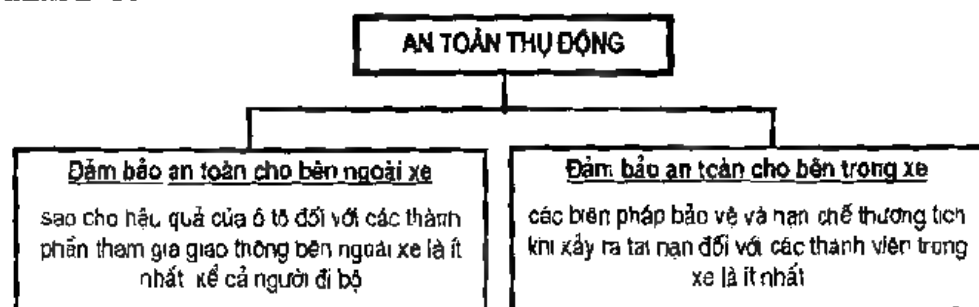 AN TOÀN THỤ ĐỘNG
Đảm bảo an toàn cho bên ngoài xe
sao cho hậu quả của ô tô đối với các thành
phần tham gia giao thông bên ngoài xe là ít
nhất kể cả người đi bộ
Đảm bảo an toàn cho bên trong xe
các biện pháp bảo vệ và hạn chế thương tích
khi xảy ra tai nạn đối với các thành viên trong
xe là ít nhất